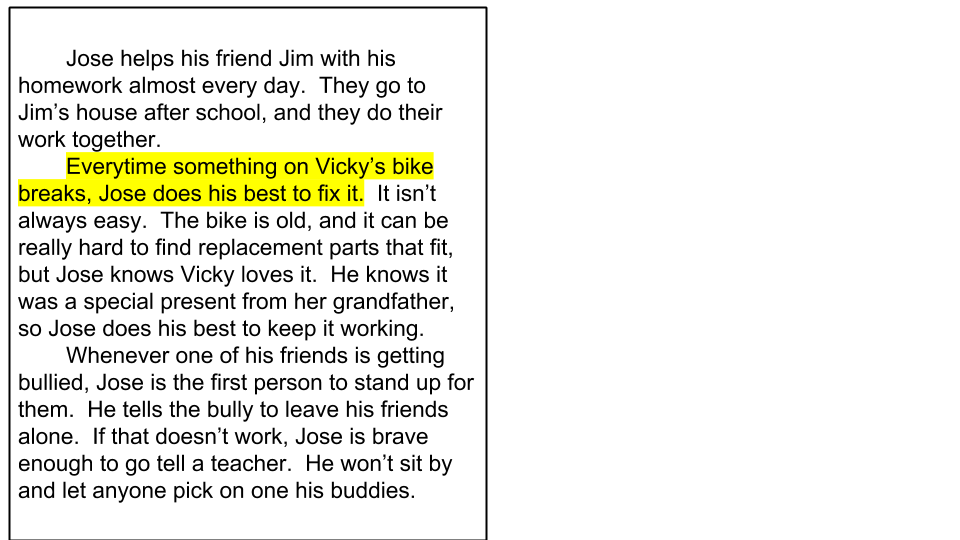 Jose helps his friend Jim with his
homework almost every day.  They go to
Jim’s house after school, and they do their
work together.
Everytime something on Vicky’s bike
breaks, Jose does his best to fix it.  It isn’t
always easy.  The bike is old, and it can be
really hard to find replacement parts that fit,
but Jose knows Vicky loves it.  He knows it
was a special present from her grandfather,
so Jose does his best to keep it working.
Whenever one of his friends is getting
bullied, Jose is the first person to stand up for
them.  He tells the bully to leave his friends
alone.  If that doesn’t work, Jose is brave
enough to go tell a teacher.  He won’t sit by
and let anyone pick on one his buddies.